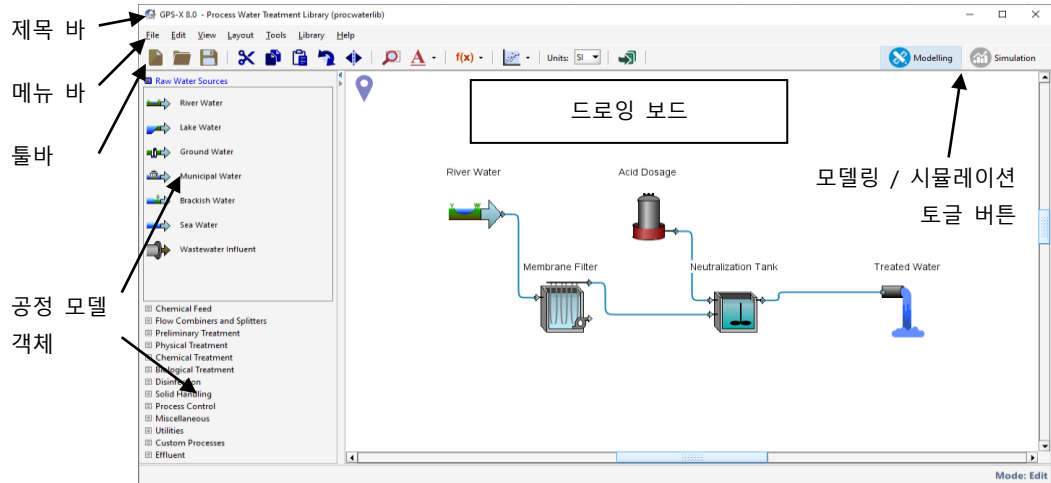 GPS-X 8.0 - Process Water Treatment Library (procwaterlib)
제목 바
File Edit View Layout Tools Library Help
메뉴 바
A f(x) Units: SI Modelling Simulation
툴바
Raw Water Sources
River Water
Lake Water
Ground Water
Municipal Water
Brackish Water
Sea Water
Wastewater Influent
드로잉 보드
모델링 / 시뮬레이션
토글 버튼
River Water
Acid Dosage
Membrane Filter
Neutralization Tank
Treated Water
공정 모델
객체
Chemical Feed
Flow Combiners and Splitters
Preliminary Treatment
Physical Treatment
Chemical Treatment
Biological Treatment
Disinfection
Solid Handling
Process Control
Miscellaneous
Utilities
Custom Processes
Effluent
Mode: Edit